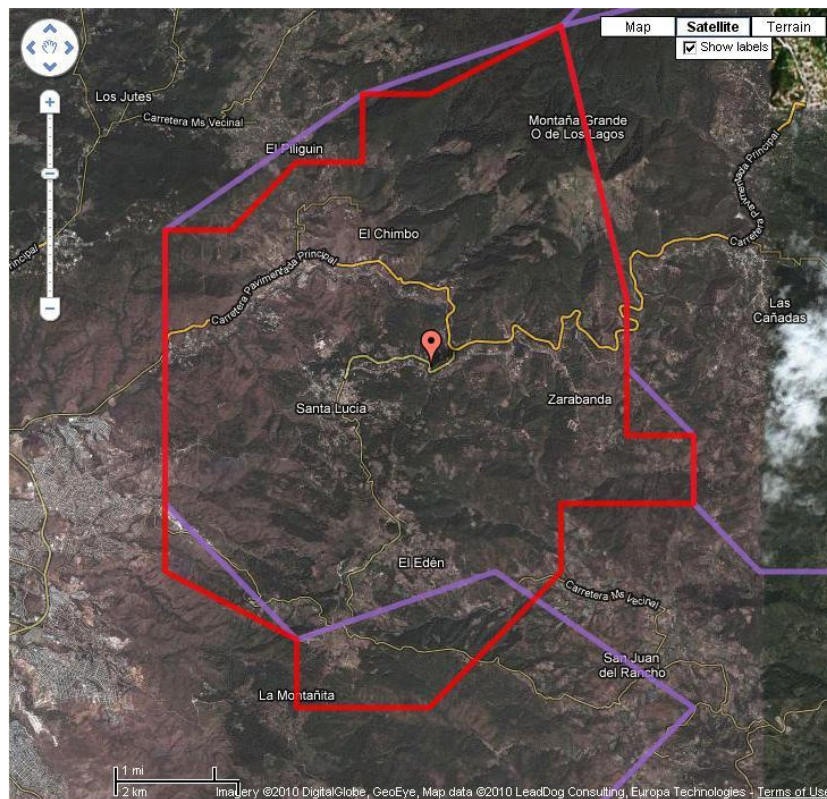 Map
Satellite
Terrain
Show labels
Los Jutes
Carretera Ms Vecinal
El Piliguin
Montaña Grande
O de Los Lagos
El Chimbo
Carretera Pavimentada Principal
Principal
Carretera Pavimentada Principal
Las
Cañadas
Santa Lucía
Zarabanda
El Edén
Carretera Ms Vecinal
San Juan
del Rancho
La Montañita
1 mi
2 km
Imagery ©2010 DigitalGlobe, GeoEye, Map data ©2010 LeadDog Consulting, Europa Technologies - Terms of Use